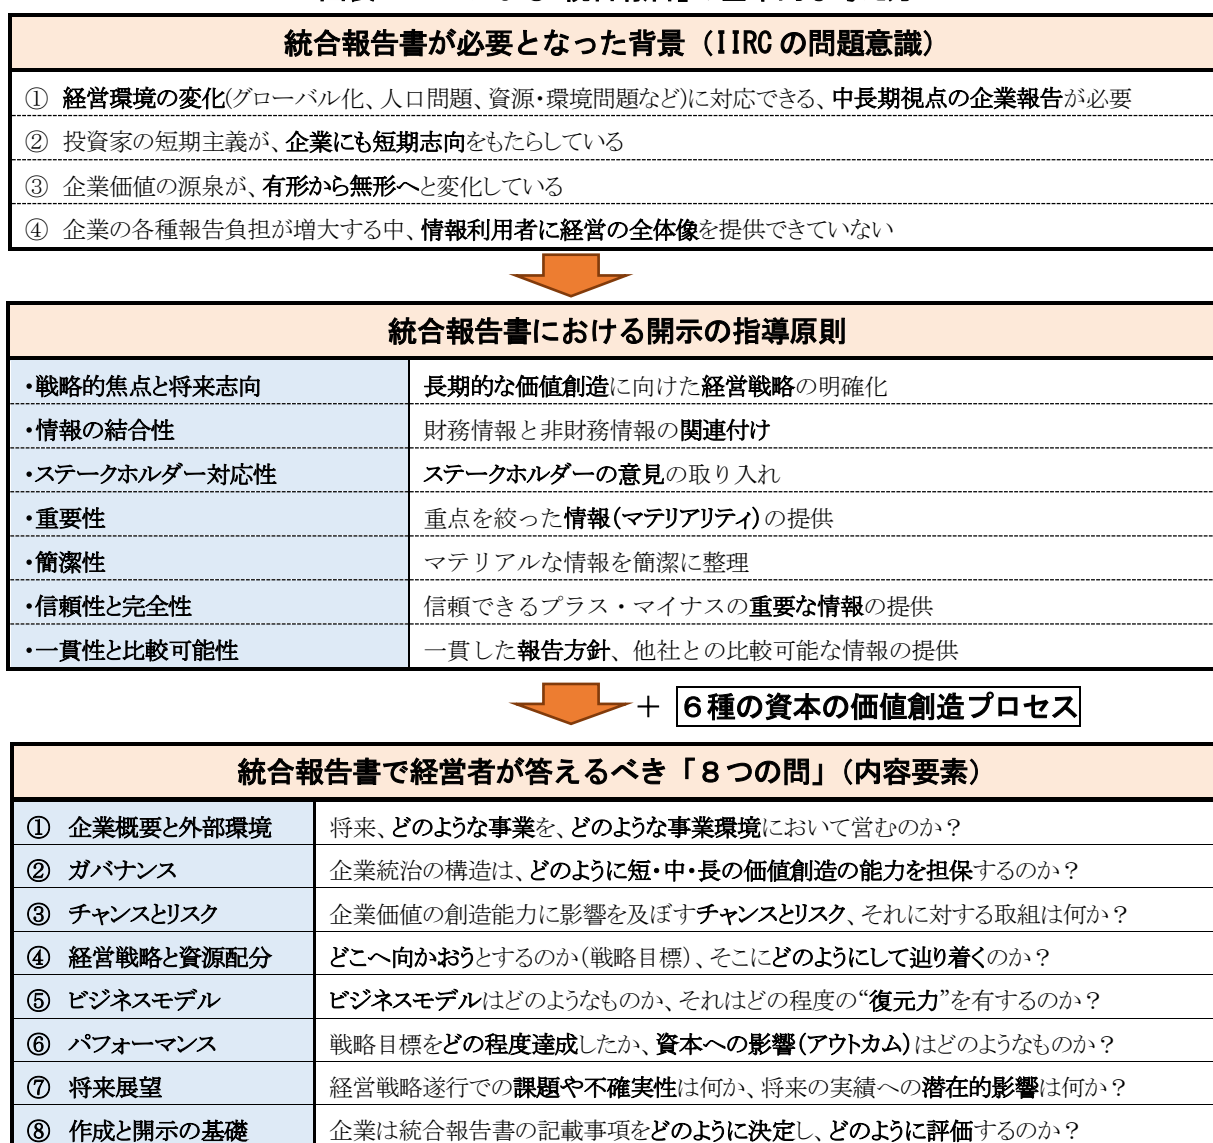 統合報告書が必要となった背景（IIRCの問題意識）
① 経営環境の変化(グローバル化、人口問題、資源・環境問題など)に対応できる、中長期視点の企業報告が必要
② 投資家の短期主義が、企業にも短期志向をもたらしている
③ 企業価値の源泉が、有形から無形へと変化している
④ 企業の各種報告負担が増大する中、情報利用者に経営の全体像を提供できていない
統合報告書における開示の指導原則
・戦略的焦点と将来志向 長期的な価値創造に向けた経営戦略の明確化
・情報の結合性 財務情報と非財務情報の関連付け
・ステークホルダー対応性 ステークホルダーの意見の取り入れ
・重要性 重点を絞った情報（マテリアリティ）の提供
・簡潔性 マテリアルな情報を簡潔に整理
・信頼性と完全性 信頼できるプラス・マイナスの重要な情報の提供
・一貫性と比較可能性 一貫した報告方針、他社との比較可能な情報の提供
＋ ６種の資本の価値創造プロセス
統合報告書で経営者が答えるべき「８つの問」（内容要素）
① 企業概要と外部環境 将来、どのような事業を、どのような事業環境において営むのか？
② ガバナンス 企業統治の構造は、どのように短・中・長の価値創造の能力を担保するのか？
③ チャンスとリスク 企業価値の創造能力に影響を及ぼすチャンスとリスク、それに対する取組は何か？
④ 経営戦略と資源配分 どこへ向かおうとするのか（戦略目標）、そこにどのようにして辿り着くのか？
⑤ ビジネスモデル ビジネスモデルはどのようなものか、それはどの程度の“復元力”を有するのか？
⑥ パフォーマンス 戦略目標をどの程度達成したか、資本への影響（アウトカム）はどのようなものか？
⑦ 将来展望 経営戦略遂行での課題や不確実性は何か、将来の実績への潜在的影響は何か？
⑧ 作成と開示の基礎 企業は統合報告書の記載事項をどのように決定し、どのように評価するのか？